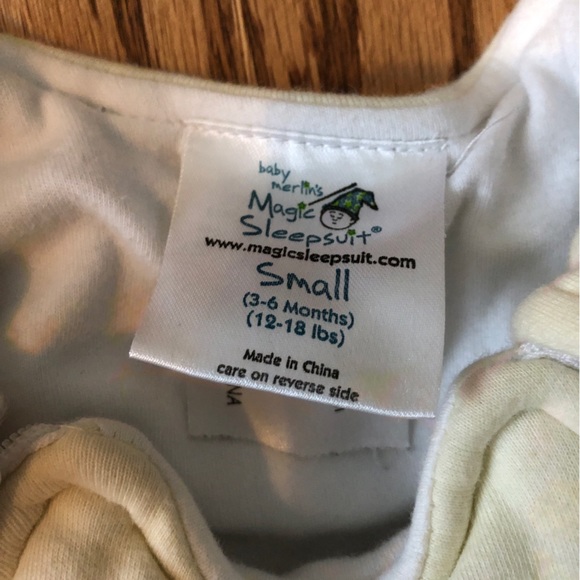 baby
merlin's
Magic
Sleepsuit®
www.magicsleepsuit.com
Small
(3-6 Months)
(12-18 lbs)
Made in China
care on reverse side
NA